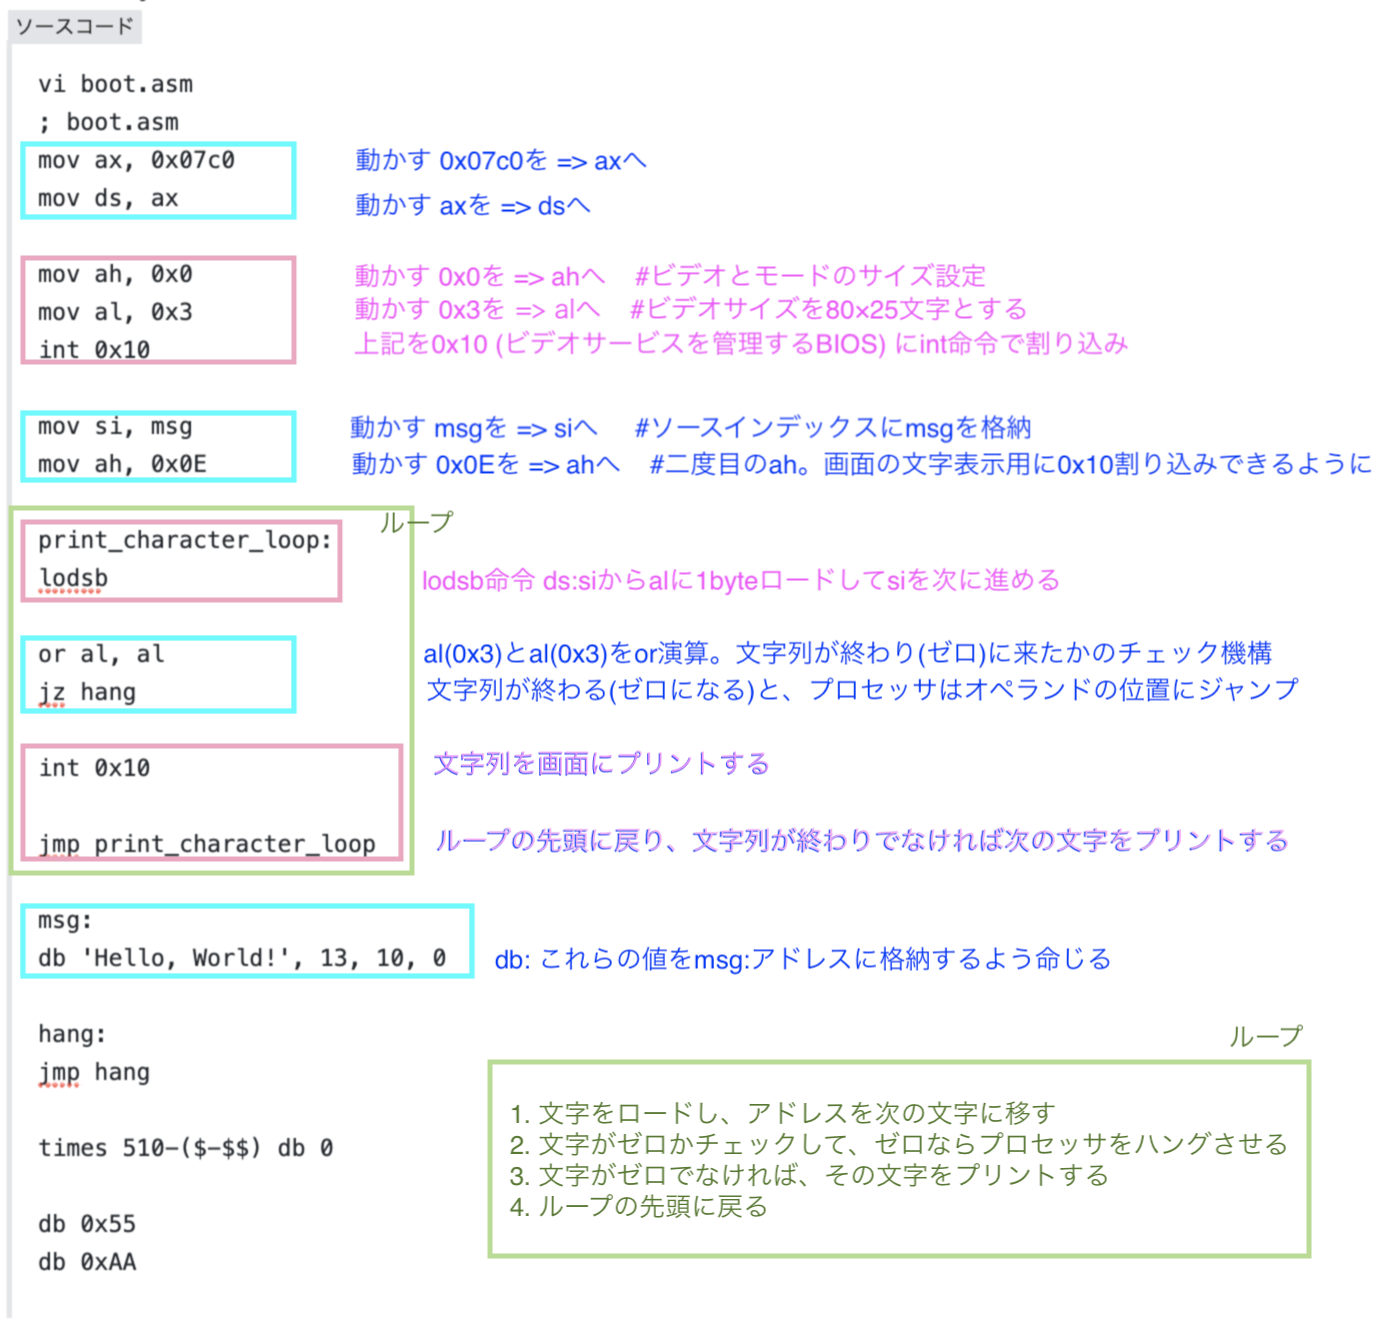 ソースコード
vi boot.asm
; boot.asm
mov ax, 0x07c0 動かす 0x07c0を => axへ
mov ds, ax 動かす axを => dsへ
mov ah, 0x0 動かす 0x0を => ahへ #ビデオとモードのサイズ設定
mov al, 0x3 動かす 0x3を => alへ #ビデオサイズを80×25文字とする
int 0x10 上記を0x10 (ビデオサービスを管理するBIOS) にint命令で割り込み
mov si, msg 動かす msgを => siへ #ソースインデックスにmsgを格納
mov ah, 0x0E 動かす 0x0Eを => ahへ #二度目のah。画面の文字表示用に0x10割り込みできるように
ループ
print_character_loop:
lodsb lodsb命令 ds:siからalに1byteロードしてsiを次に進める
or al, al al(0x3)とal(0x3)をor演算。文字列が終わり(ゼロ)に来たかのチェック機構
jz hang 文字列が終わる(ゼロになる)と、プロセッサはオペランドの位置にジャンプ
int 0x10 文字列を画面にプリントする
jmp print_character_loop ループの先頭に戻り、文字列が終わりでなければ次の文字をプリントする
msg:
db 'Hello, World!', 13, 10, 0 db: これらの値をmsg:アドレスに格納するよう命じる
hang:
jmp hang
times 510-($-$$) db 0
db 0x55
db 0xAA
ループ
1. 文字をロードし、アドレスを次の文字に移す
2. 文字がゼロかチェックして、ゼロならプロセッサをハングさせる
3. 文字がゼロでなければ、その文字をプリントする
4. ループの先頭に戻る